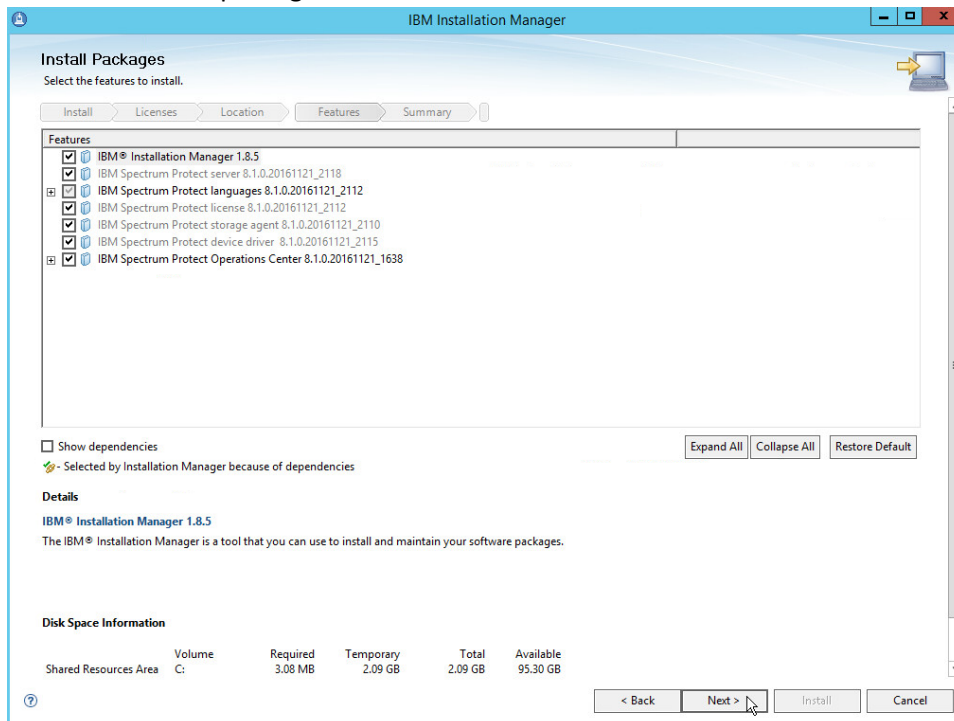 IBM Installation Manager
Install Packages
Select the features to install.
Install Licenses Location Features Summary
Features
IBM® Installation Manager 1.8.5
IBM Spectrum Protect server 8.1.0.20161121_2118
IBM Spectrum Protect languages 8.1.0.20161121_2112
IBM Spectrum Protect license 8.1.0.20161121_2112
IBM Spectrum Protect storage agent 8.1.0.20161121_2110
IBM Spectrum Protect device driver 8.1.0.20161121_2115
IBM Spectrum Protect Operations Center 8.1.0.20161121_1638
Show dependencies Expand All Collapse All Restore Default
- Selected by Installation Manager because of dependencies
Details
IBM® Installation Manager 1.8.5
The IBM® Installation Manager is a tool that you can use to install and maintain your software packages.
Disk Space Information
Volume Required Temporary Total Available
Shared Resources Area C: 3.08 MB 2.09 GB 2.09 GB 95.30 GB
? < Back Next > Install Cancel